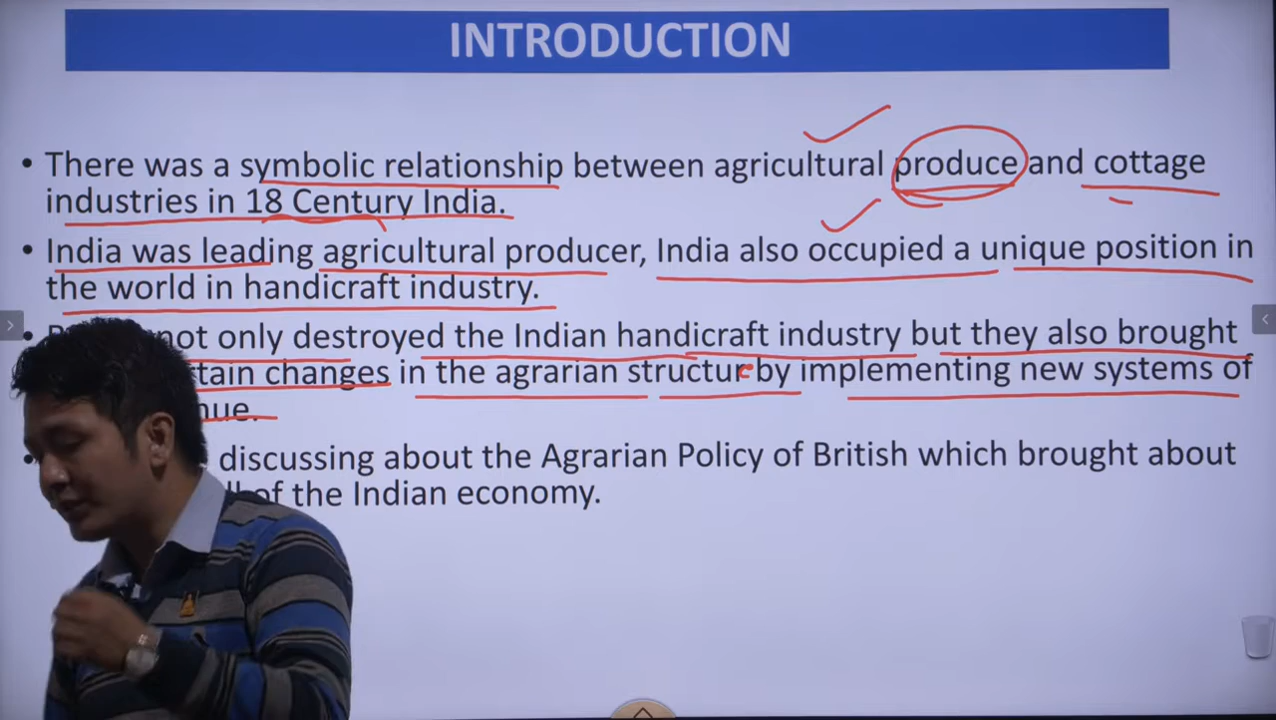 INTRODUCTION
• There was a symbolic relationship between agricultural produce and cottage
industries in 18 Century India.
• India was leading agricultural producer, India also occupied a unique position in
the world in handicraft industry.
• not only destroyed the Indian handicraft industry but they also brought
changes in the agrarian structure by implementing new systems of
• discussing about the Agrarian Policy of British which brought about
of the Indian economy.